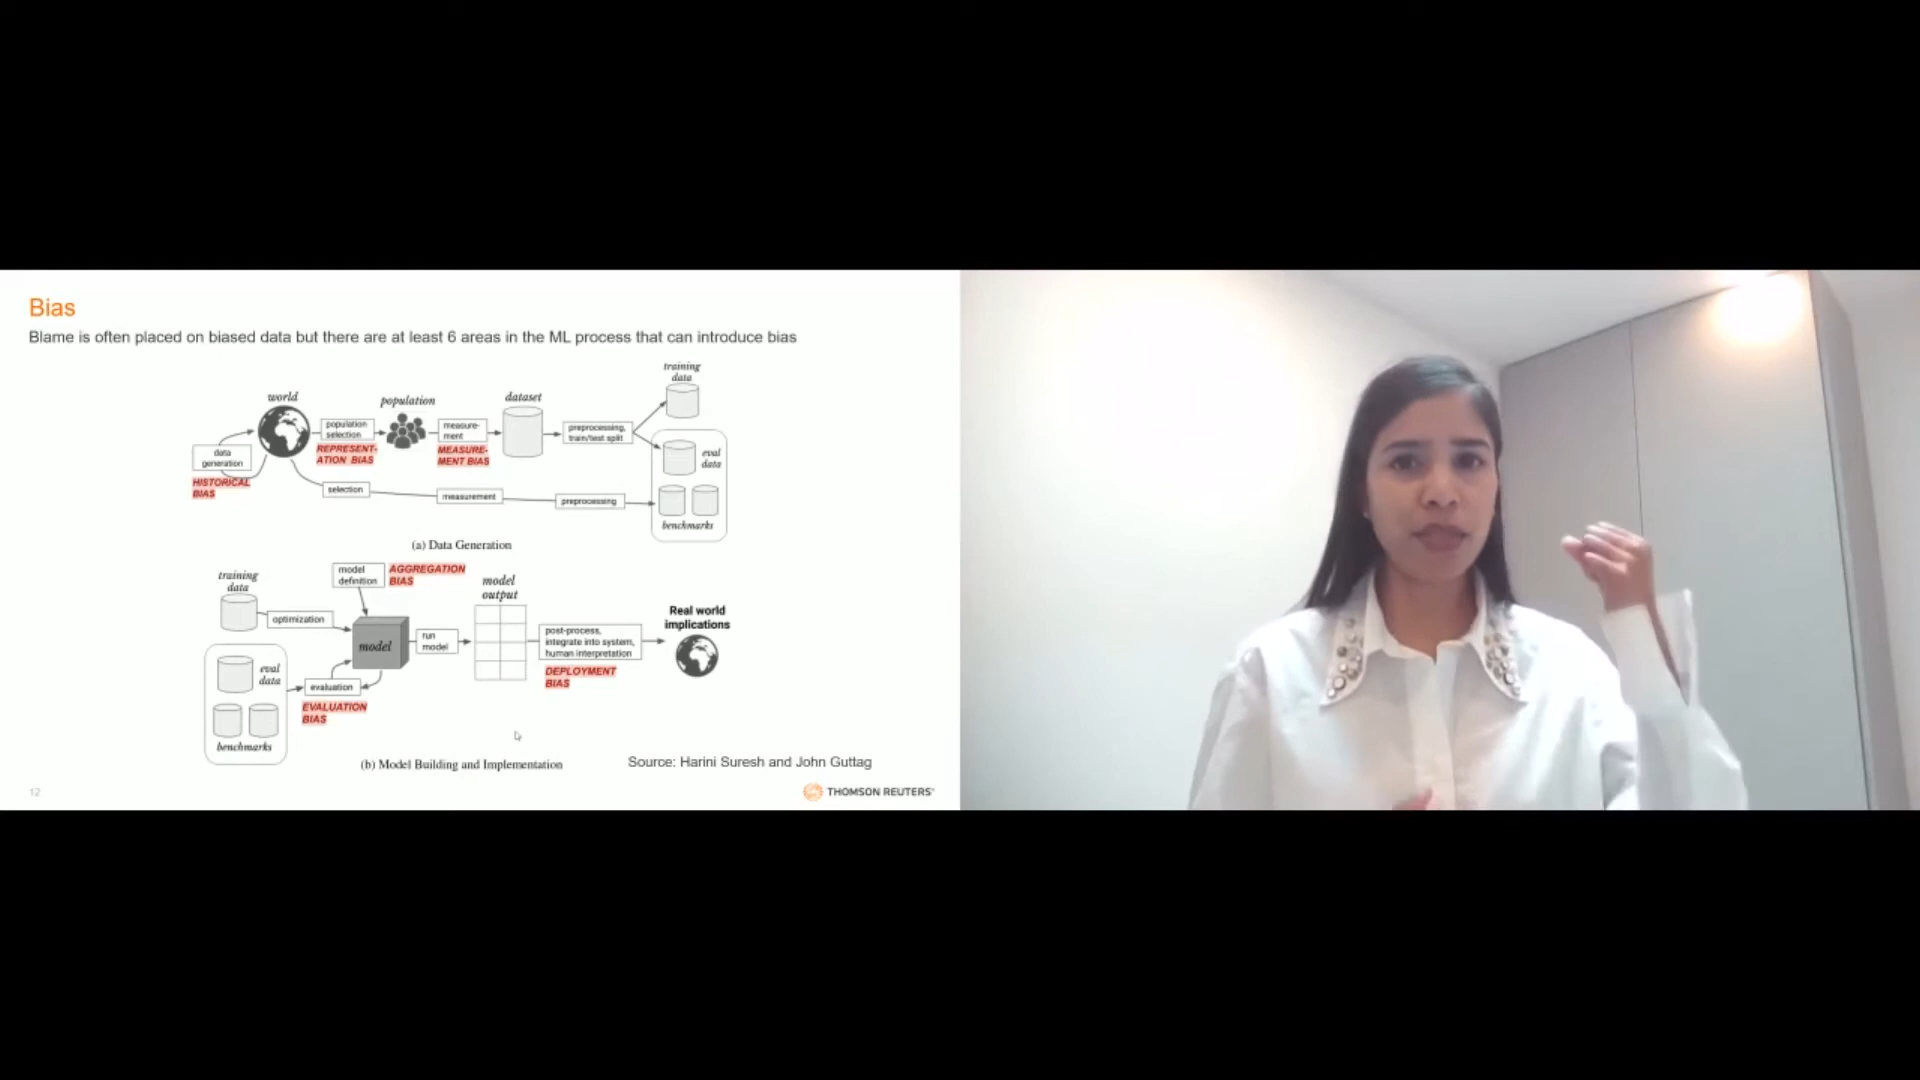 Bias
Blame is often placed on biased data but there are at least 6 areas in the ML process that can introduce bias
training
data
world
population
dataset
population
selection
measure-
ment
preprocessing,
train/test split
REPRESENT-
ATION BIAS
MEASURE-
MENT BIAS
data
generation
eval
data
HISTORICAL
BIAS
selection
measurement
preprocessing
benchmarks
(a) Data Generation
model
definition
AGGREGATION
BIAS
training
data
model
output
optimization
Real world
implications
model
run
model
post-process,
integrate into system,
human interpretation
eval
data
evaluation
DEPLOYMENT
BIAS
EVALUATION
BIAS
benchmarks
(b) Model Building and Implementation
Source: Harini Suresh and John Guttag
12
THOMSON REUTERS®